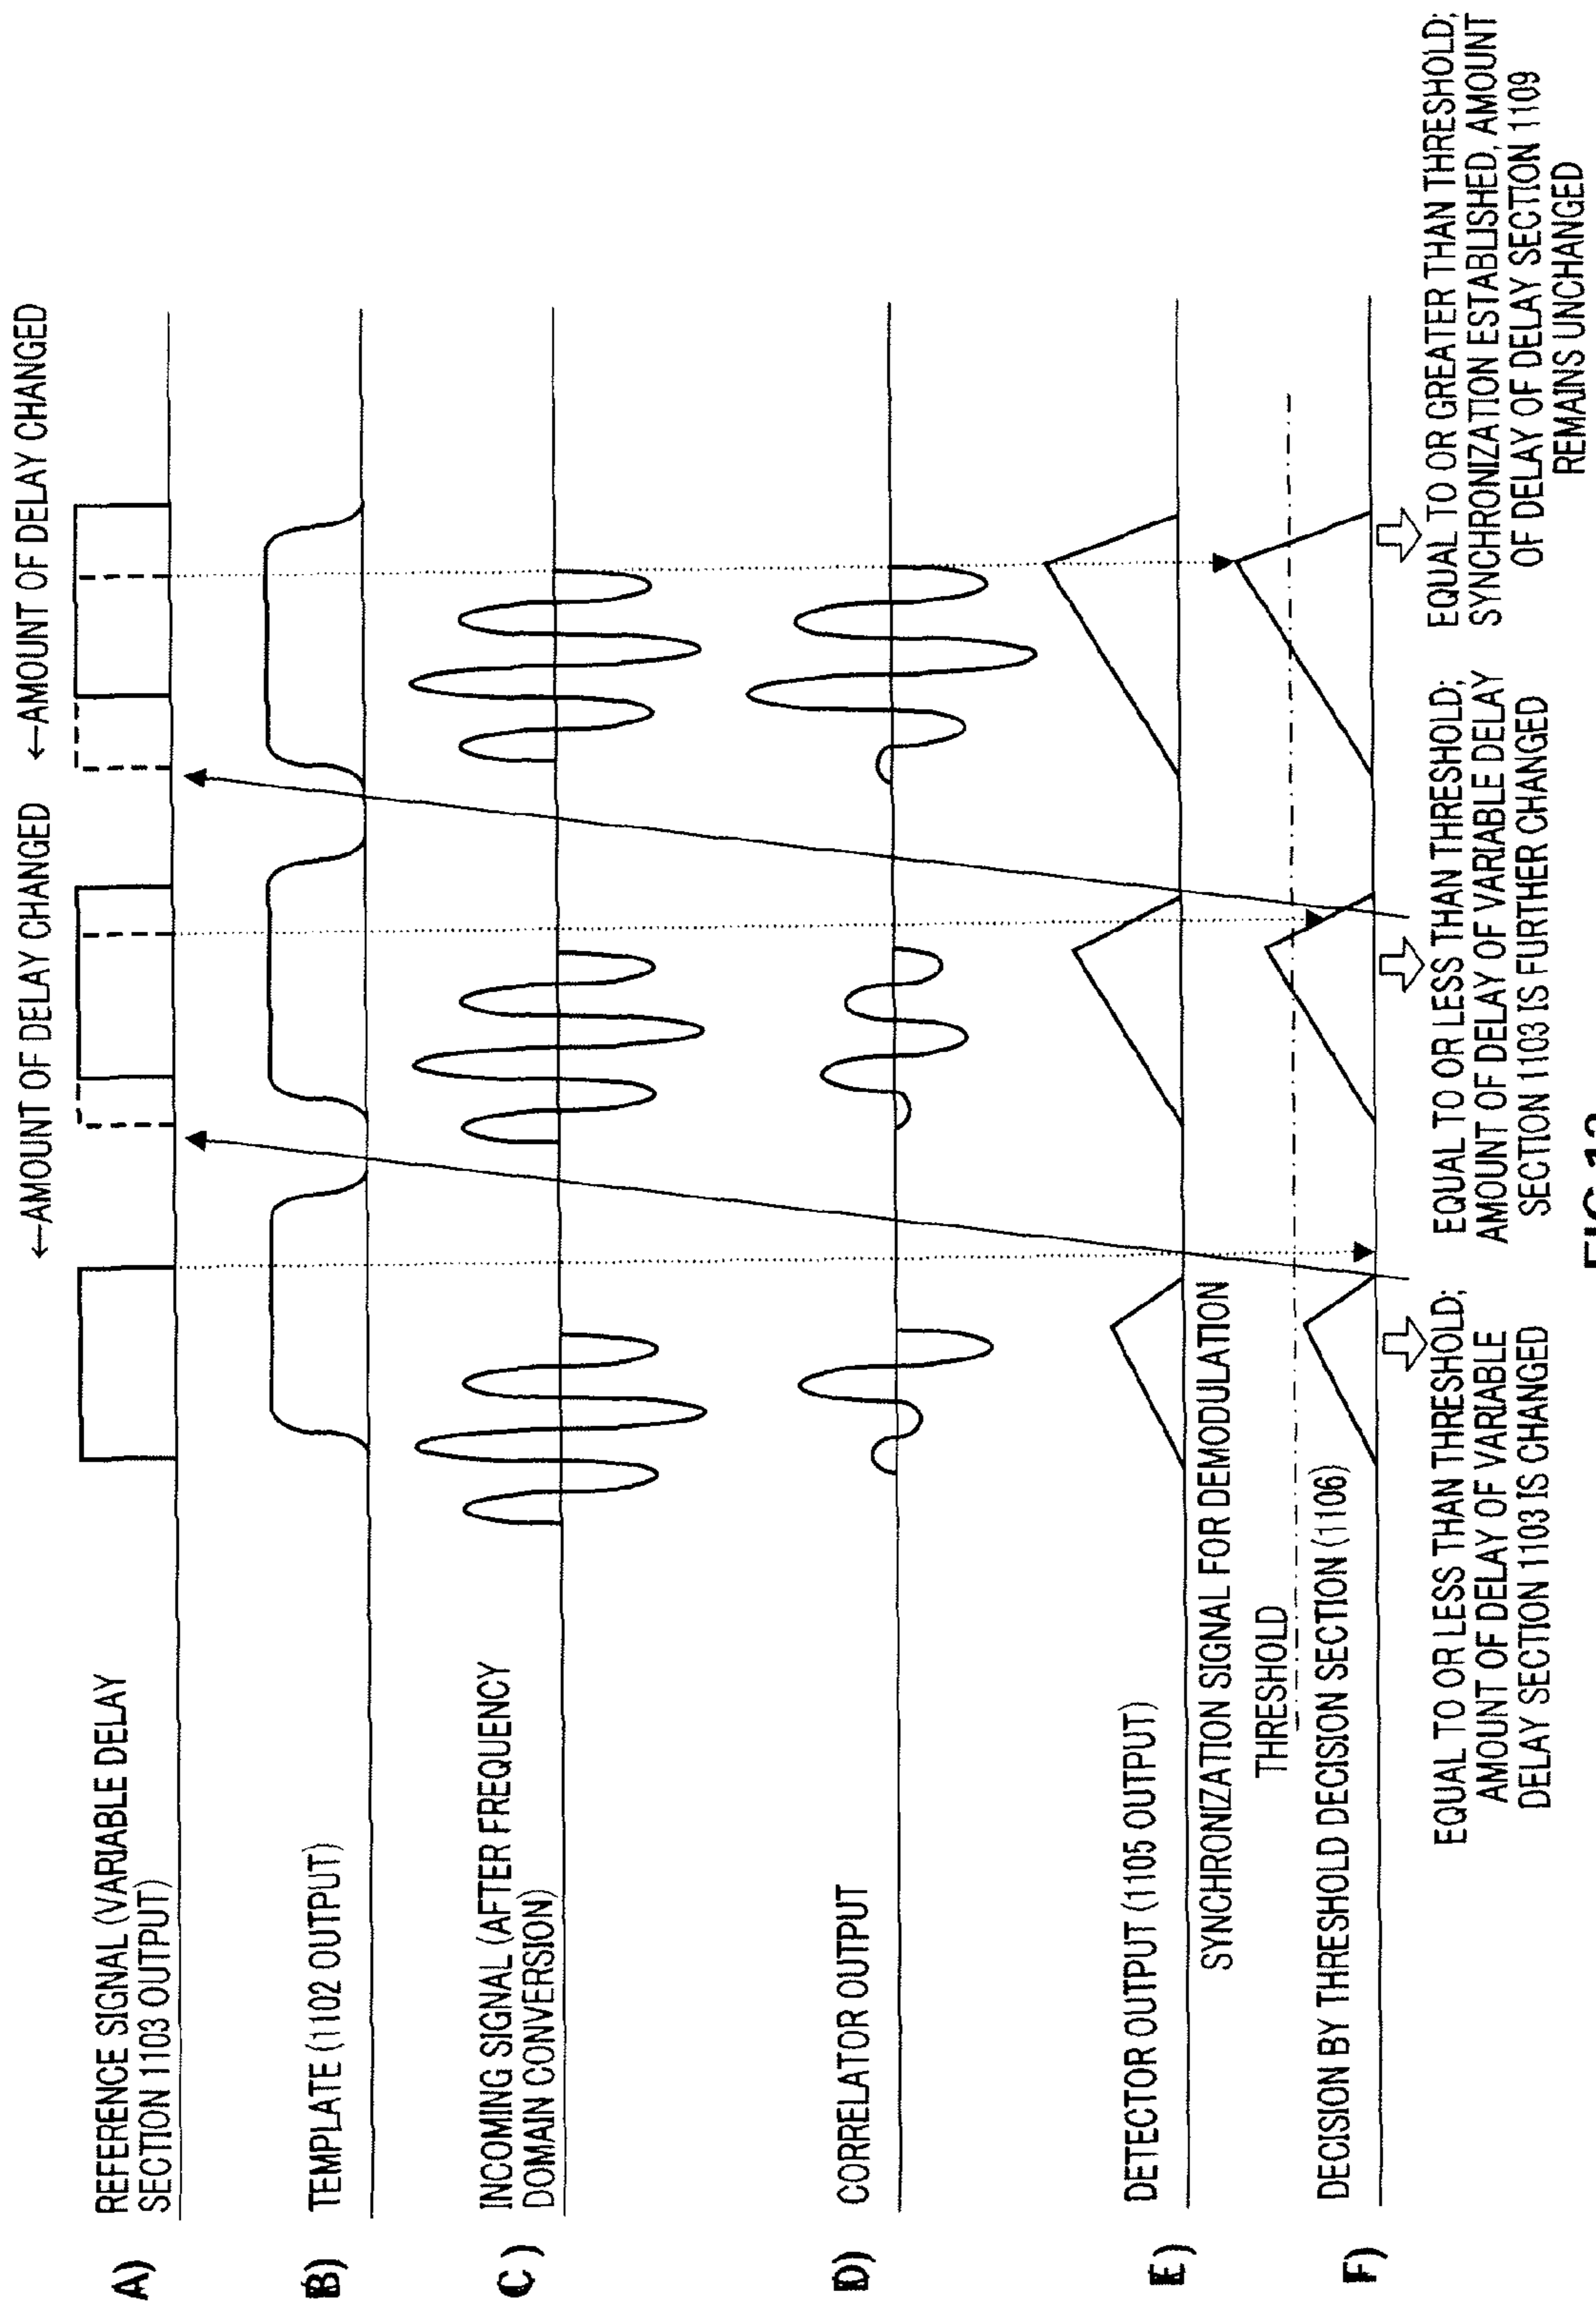 ←AMOUNT OF DELAY CHANGED ←AMOUNT OF DELAY CHANGED
A) REFERENCE SIGNAL (VARIABLE DELAY
SECTION 1103 OUTPUT)
B) TEMPLATE (1102 OUTPUT)
C) INCOMING SIGNAL (AFTER FREQUENCY
DOMAIN CONVERSION)
D) CORRELATOR OUTPUT
E) DETECTOR OUTPUT (1105 OUTPUT)
SYNCHRONIZATION SIGNAL FOR DEMODULATION
THRESHOLD
F) DECISION BY THRESHOLD DECISION SECTION (1106)
EQUAL TO OR LESS THAN THRESHOLD;
AMOUNT OF DELAY OF VARIABLE
DELAY SECTION 1103 IS CHANGED
EQUAL TO OR LESS THAN THRESHOLD;
AMOUNT OF DELAY OF VARIABLE DELAY
SECTION 1103 IS FURTHER CHANGED
EQUAL TO OR GREATER THAN THRESHOLD;
SYNCHRONIZATION ESTABLISHED, AMOUNT
OF DELAY OF DELAY SECTION 1109
REMAINS UNCHANGED